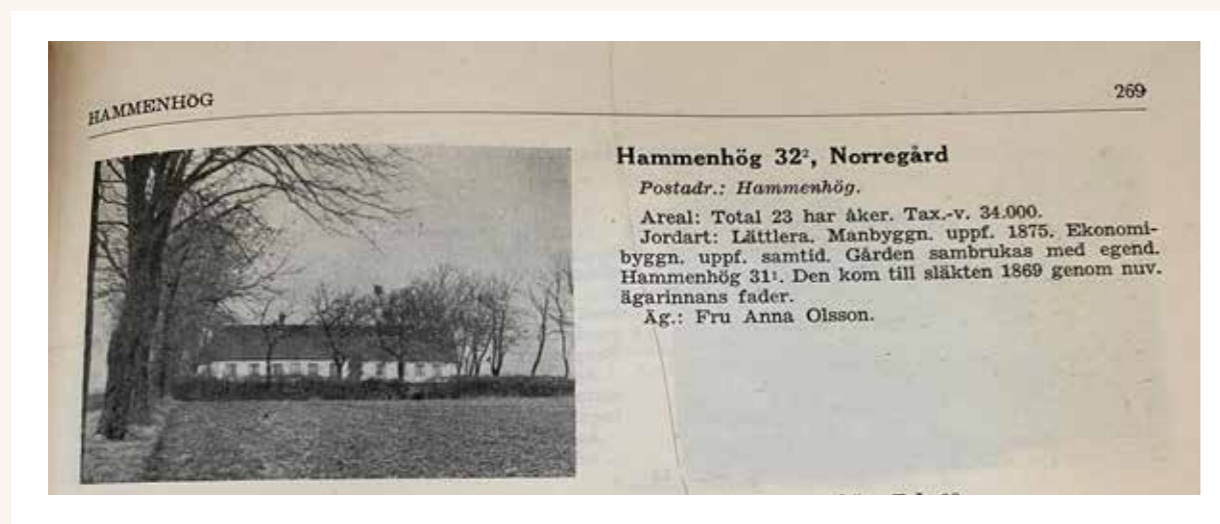 HAMMENHÖG
269
Hammenhög 32², Norregård
Postadr.: Hammenhög.
Areal: Total 23 har åker. Tax.-v. 34.000.
Jordart: Lättlera. Manbyggn. uppf. 1875. Ekonomi-
byggn. uppf. samtid. Gården sambrukas med egend.
Hammenhög 31¹. Den kom till släkten 1869 genom nuv.
ägarinnans fader.
Äg.: Fru Anna Olsson.